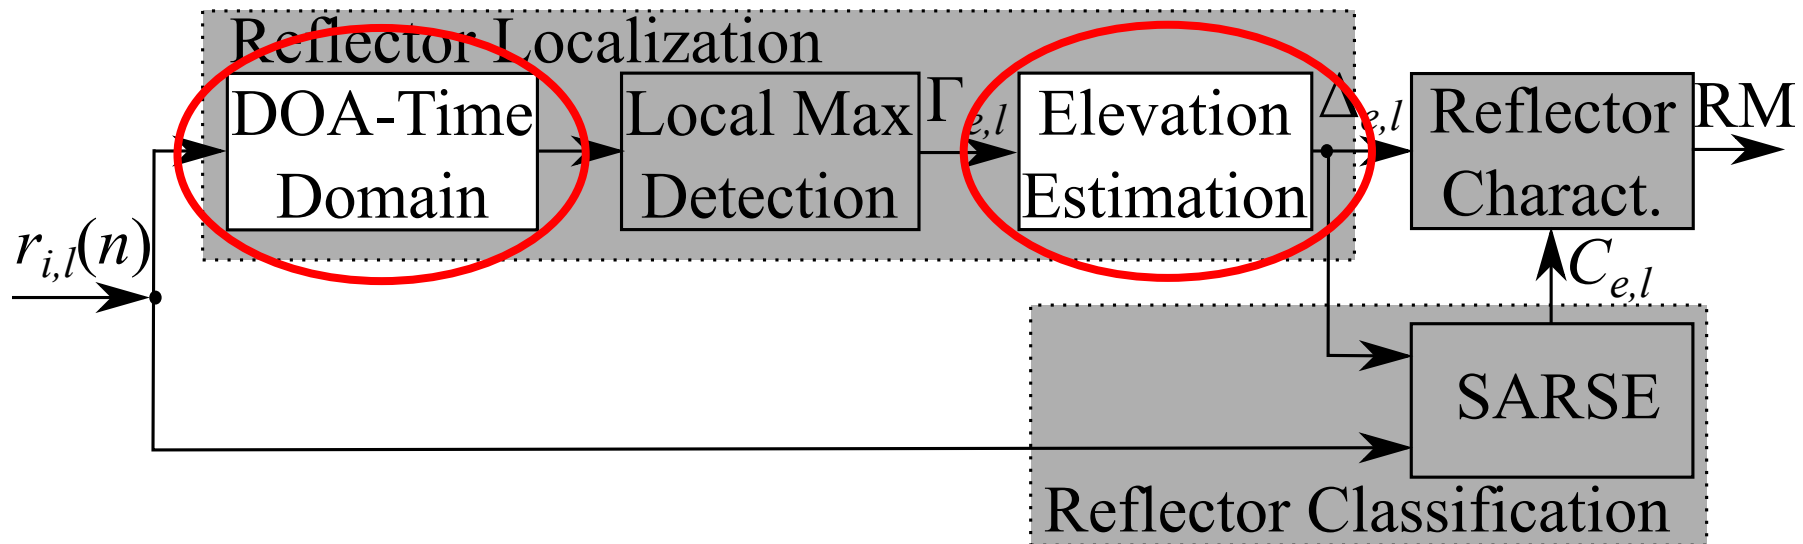 Reflector Localization
DOA-Time
Domain
Local Max
Detection
Γe,l
Elevation
Estimation
Δe,l
Reflector
Charact.
RM
ri,l(n)
Ce,l
SARSE
Reflector Classification